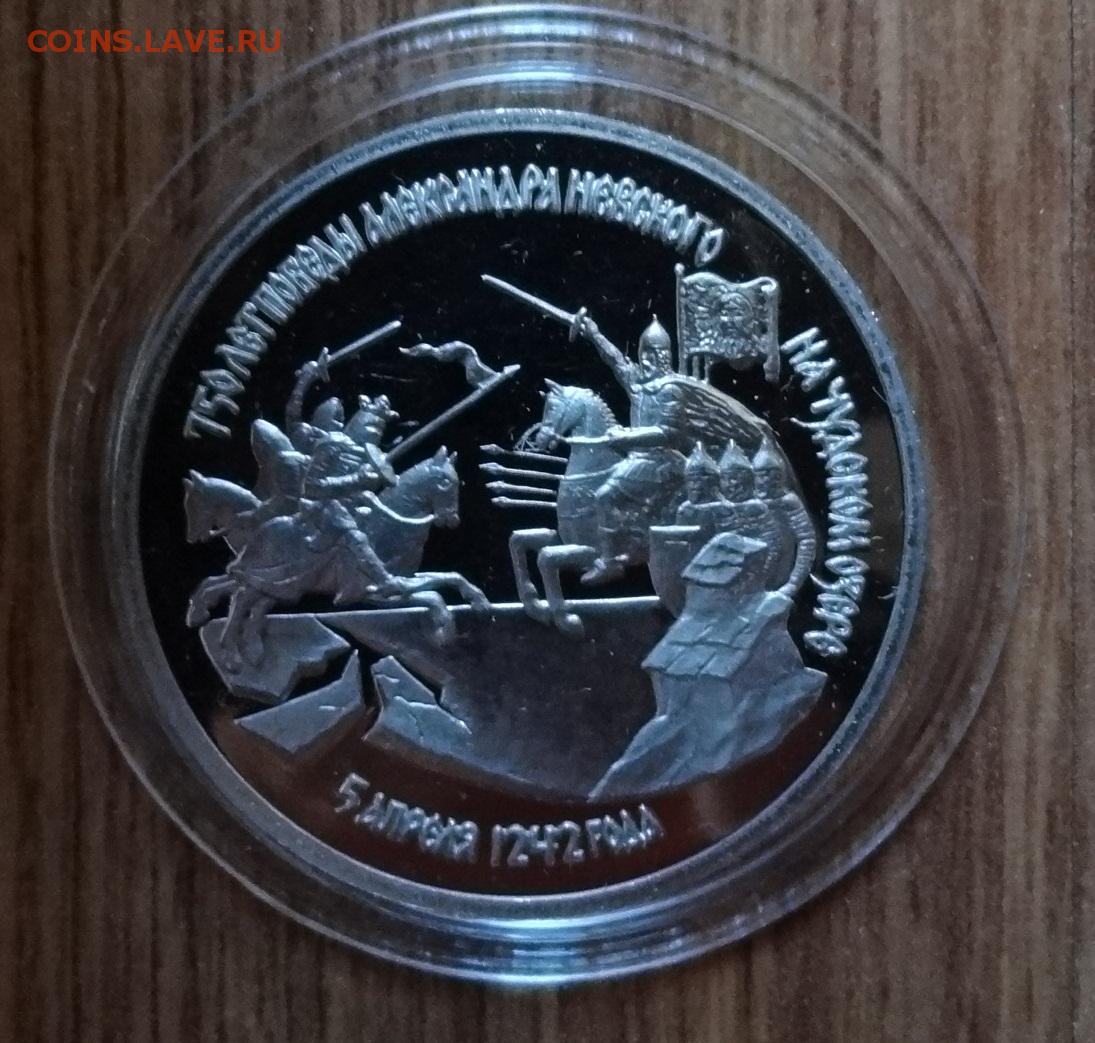 COINS.LAVE.RU
750 ЛЕТ ПОБЕДЫ АЛЕКСАНДРА НЕВСКОГО
НА ЧУДСКОМ ОЗЕРЕ
5 АПРЕЛЯ 1242 ГОДА